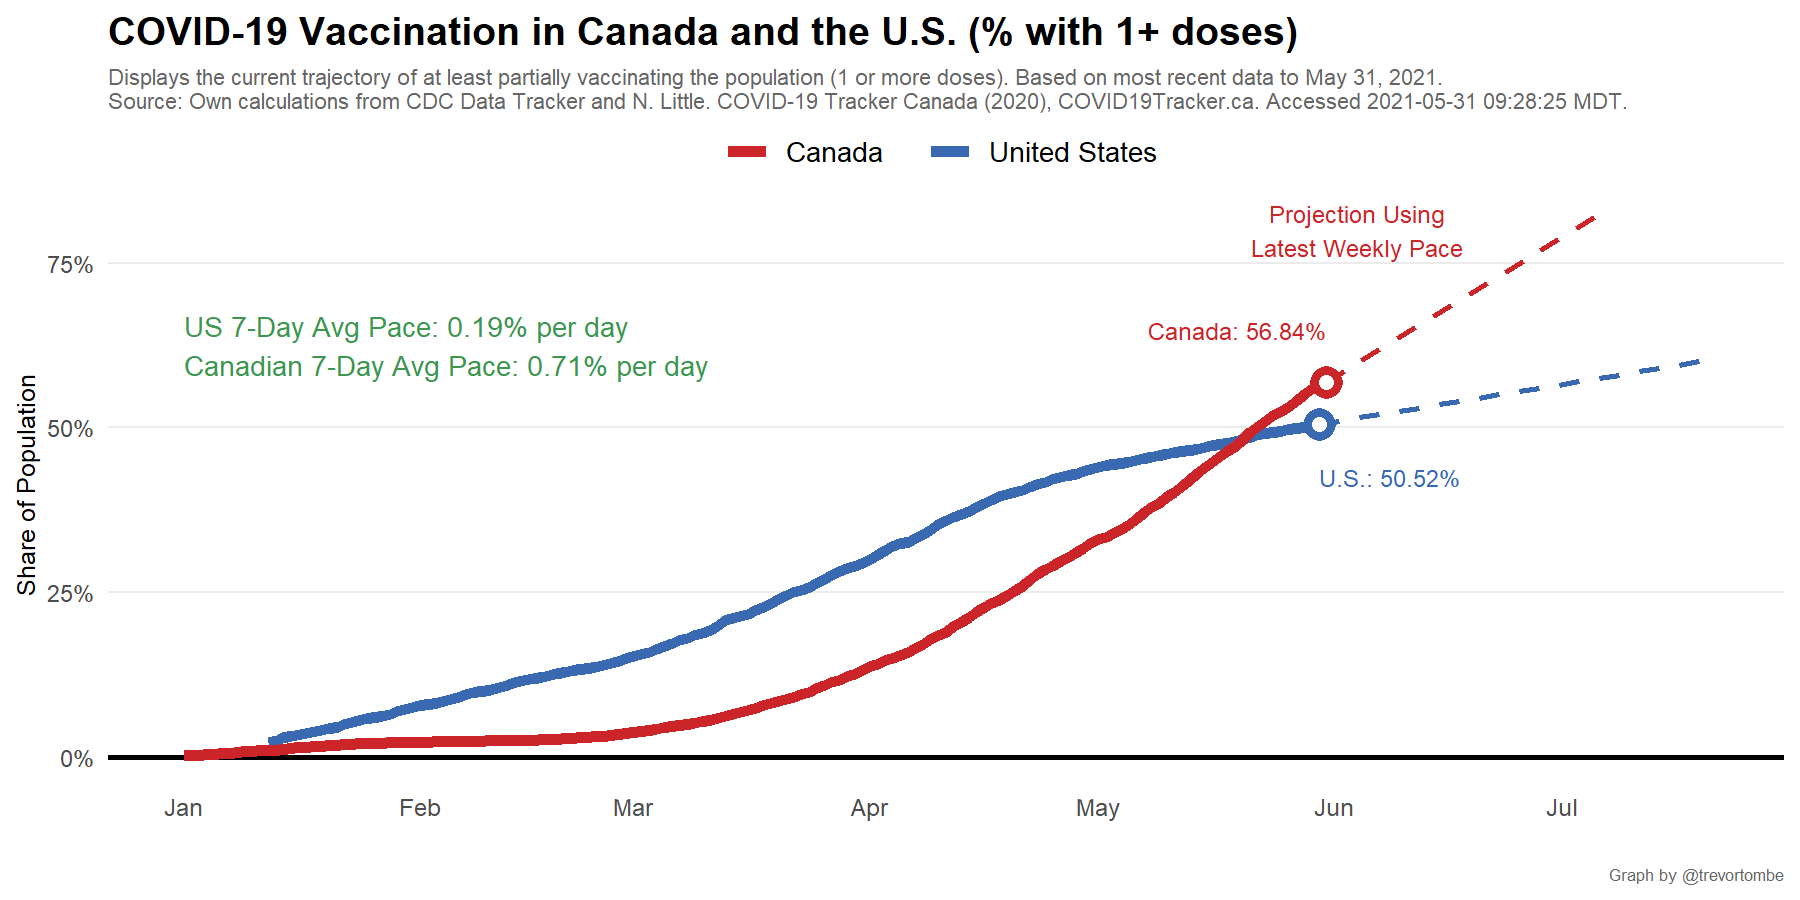 COVID-19 Vaccination in Canada and the U.S. (% with 1+ doses)
Displays the current trajectory of at least partially vaccinating the population (1 or more doses). Based on most recent data to May 31, 2021.
Source: Own calculations from CDC Data Tracker and N. Little. COVID-19 Tracker Canada (2020), COVID19Tracker.ca. Accessed 2021-05-31 09:28:25 MDT.
Canada United States
Projection Using
Latest Weekly Pace
75%
US 7-Day Avg Pace: 0.19% per day
Canada: 56.84%
Canadian 7-Day Avg Pace: 0.71% per day
Share of Population
50%
U.S.: 50.52%
25%
0%
Jan Feb Mar Apr May Jun Jul
Graph by @trevortombe